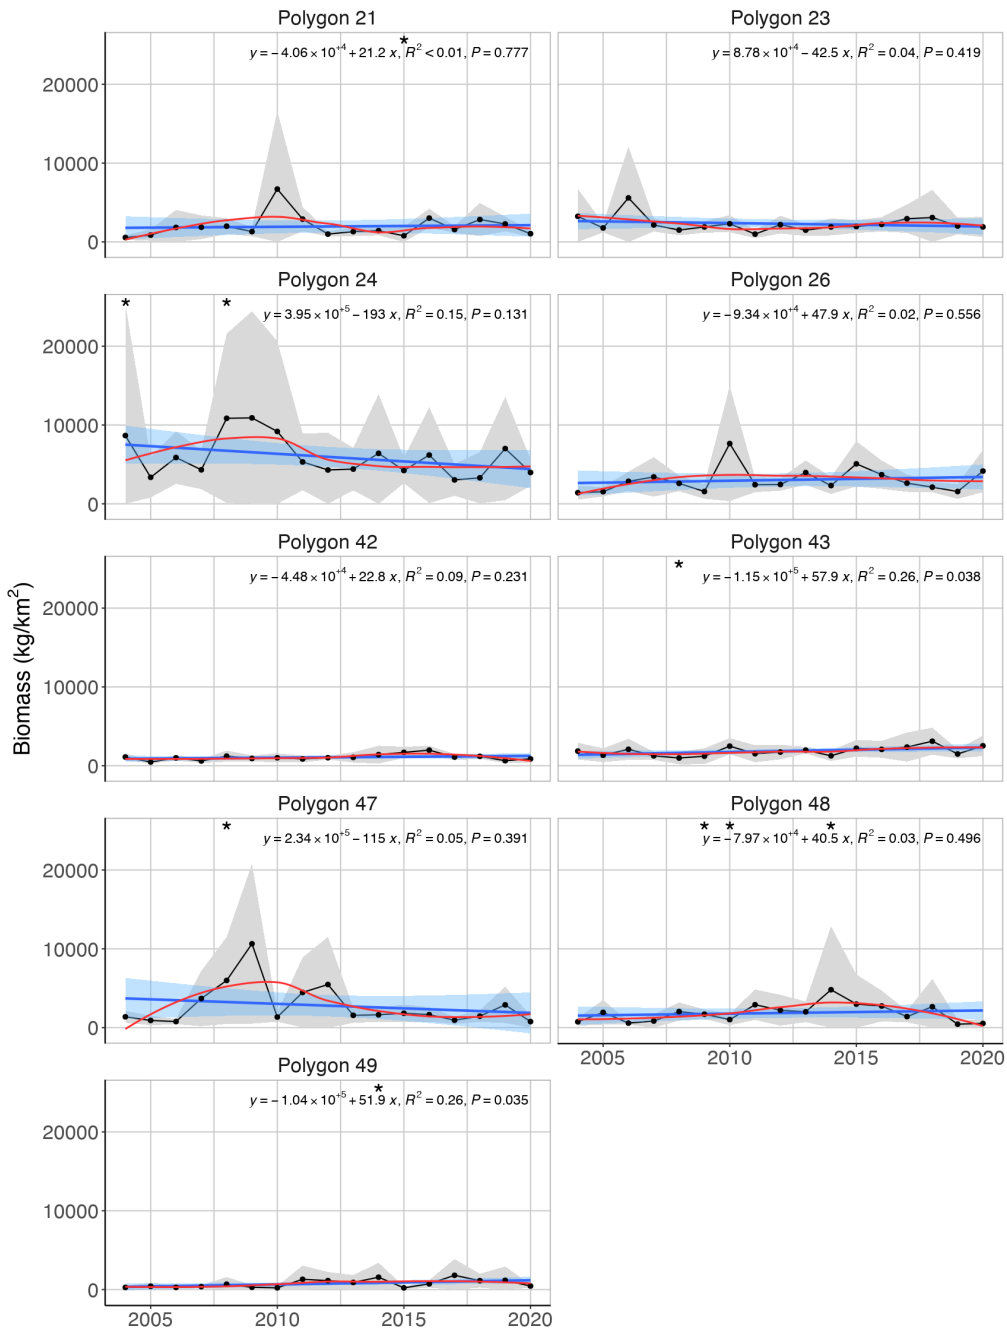 Polygon 21
Polygon 23
*
y = − 4.06 × 10⁺⁴ + 21.2 x, R² < 0.01, P = 0.777
y = 8.78 × 10⁺⁴ − 42.5 x, R² = 0.04, P = 0.419
20000
10000
0
Polygon 24
Polygon 26
* *
y = 3.95 × 10⁺⁵ − 193 x, R² = 0.15, P = 0.131
y = −9.34 × 10⁺⁴ + 47.9 x, R² = 0.02, P = 0.556
20000
10000
0
Polygon 42
Polygon 43
*
y = − 4.48 × 10⁺⁴ + 22.8 x, R² = 0.09, P = 0.231
y = −1.15 × 10⁺⁵ + 57.9 x, R² = 0.26, P = 0.038
20000
10000
0
Biomass (kg/km²)
Polygon 47
Polygon 48
*
* * *
y = 2.34 × 10⁺⁵ − 115 x, R² = 0.05, P = 0.391
y = −7.97 × 10⁺⁴ + 40.5 x, R² = 0.03, P = 0.496
20000
10000
0
2005 2010 2015 2020
Polygon 49
*
y = − 1.04 × 10⁺⁵ + 51.9 x, R² = 0.26, P = 0.035
20000
10000
0
2005 2010 2015 2020